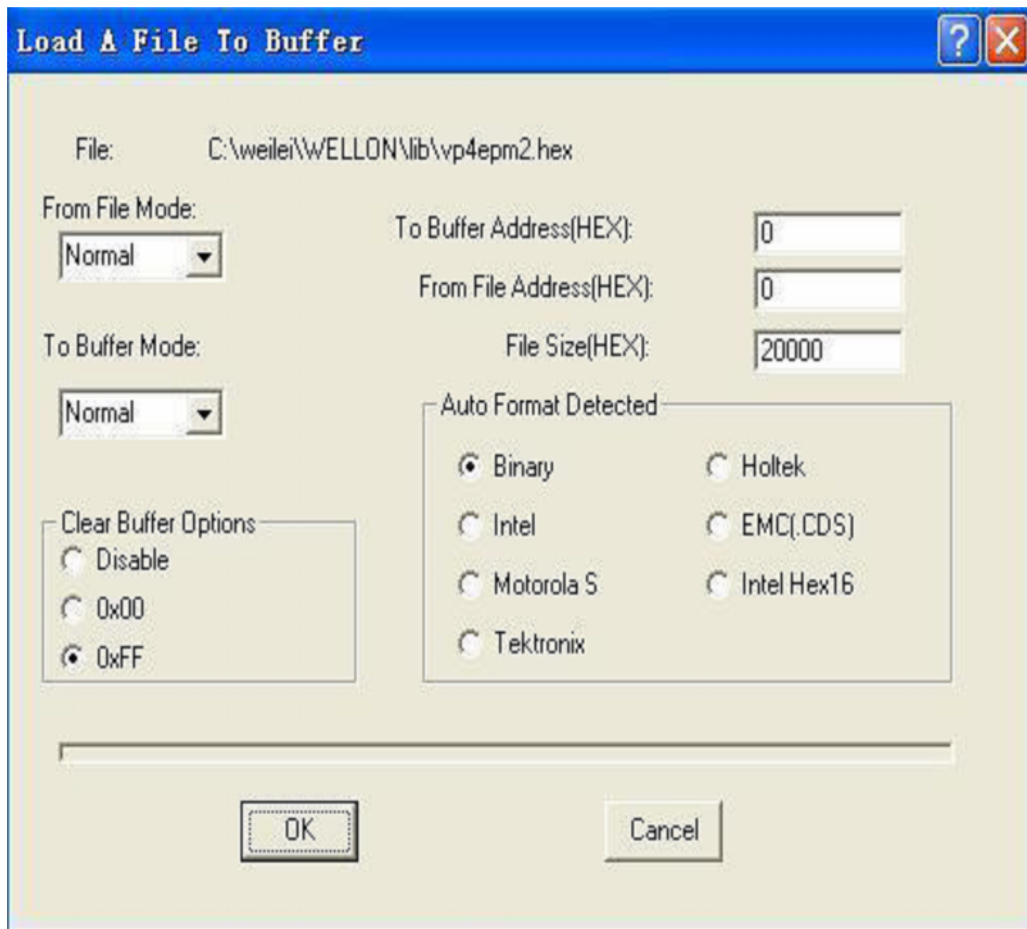 Load A File To Buffer
File: C:\weilei\WELLON\lib\vp4epm2.hex
From File Mode:
Normal
To Buffer Address(HEX): 0
From File Address(HEX): 0
To Buffer Mode:
File Size(HEX): 20000
Normal
Auto Format Detected
Binary
Holtek
Intel
EMC(.CDS)
Motorola S
Intel Hex16
Tektronix
Clear Buffer Options
Disable
0x00
0xFF
OK
Cancel